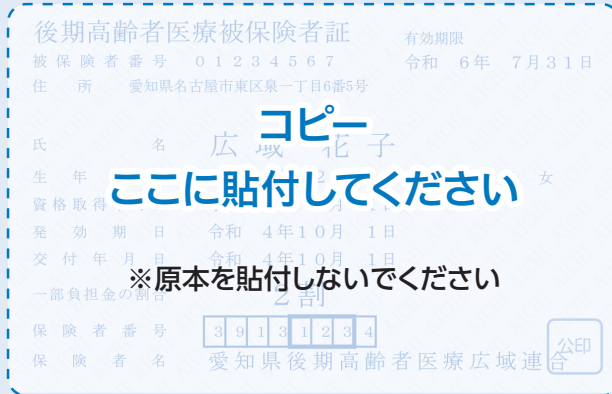 後期高齢者医療被保険者証
有効期限
被保険者番号 01234567
令和 6年 7月31日
住所 愛知県名古屋市東区泉一丁目6番5号
コピー
氏名 広域 花子
ここに貼付してください
生年
女
資格取得
発効期日 令和 4年10月 1日
交付年月日 令和 4年10月 1日
※原本を貼付しないでください
一部負担金の割合 2割
保険者番号 39131234
保険者名 愛知県後期高齢者医療広域連合
公印